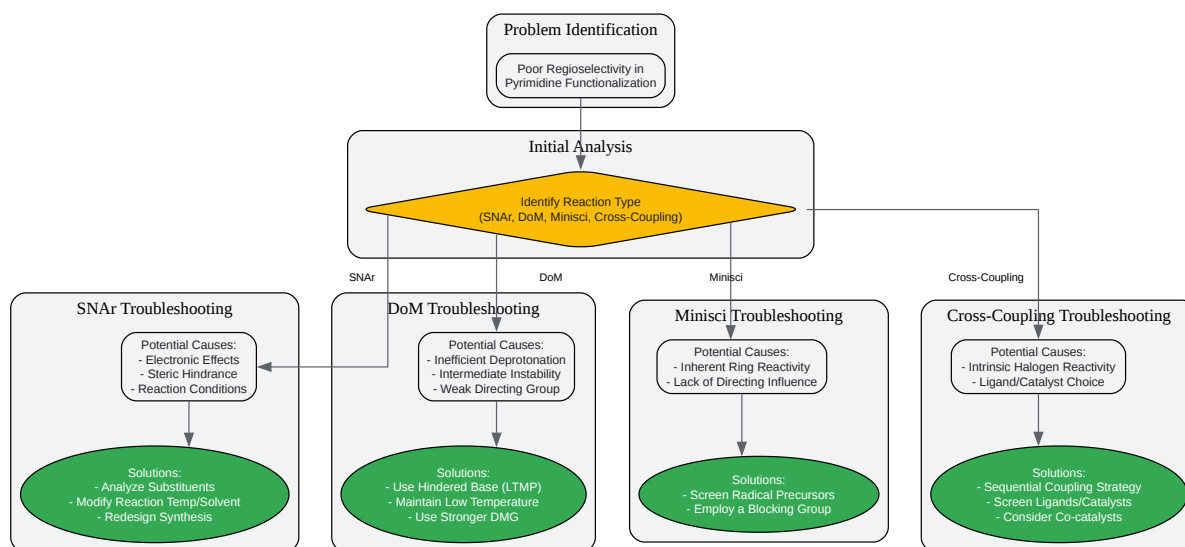 Problem Identification
Poor Regioselectivity in
Pyrimidine Functionalization
Initial Analysis
Identify Reaction Type
(SNAr, DoM, Minisci, Cross-Coupling)
SNAr
DoM
Minisci
Cross-Coupling
SNAr Troubleshooting
Potential Causes:
- Electronic Effects
- Steric Hindrance
- Reaction Conditions
Solutions:
- Analyze Substituents
- Modify Reaction Temp/Solvent
- Redesign Synthesis
DoM Troubleshooting
Potential Causes:
- Inefficient Deprotonation
- Intermediate Instability
- Weak Directing Group
Solutions:
- Use Hindered Base (LTMP)
- Maintain Low Temperature
- Use Stronger DMG
Minisci Troubleshooting
Potential Causes:
- Inherent Ring Reactivity
- Lack of Directing Influence
Solutions:
- Screen Radical Precursors
- Employ a Blocking Group
Cross-Coupling Troubleshooting
Potential Causes:
- Intrinsic Halogen Reactivity
- Ligand/Catalyst Choice
Solutions:
- Sequential Coupling Strategy
- Screen Ligands/Catalysts
- Consider Co-catalysts